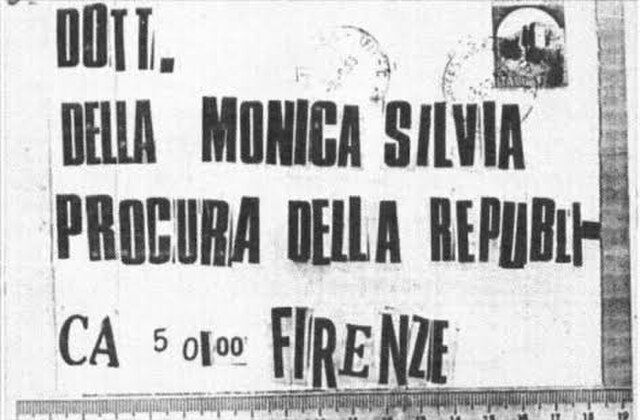 DOTT.
DELLA MONICA SILVIA
PROCURA DELLA REPUBLI-
CA 50100 FIRENZE